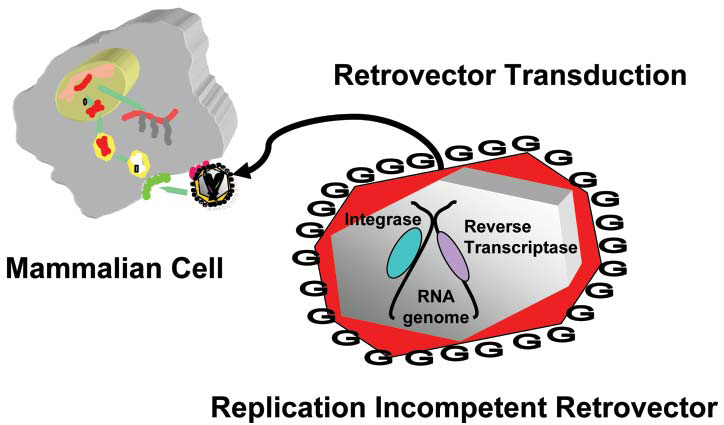 Retrovector Transduction
G G G G G G G G G G G G G G G G G G G G G G G G G G G G G G G G G G G G
Integrase
Reverse
Transcriptase
RNA
genome
Mammalian Cell
Replication Incompetent Retrovector